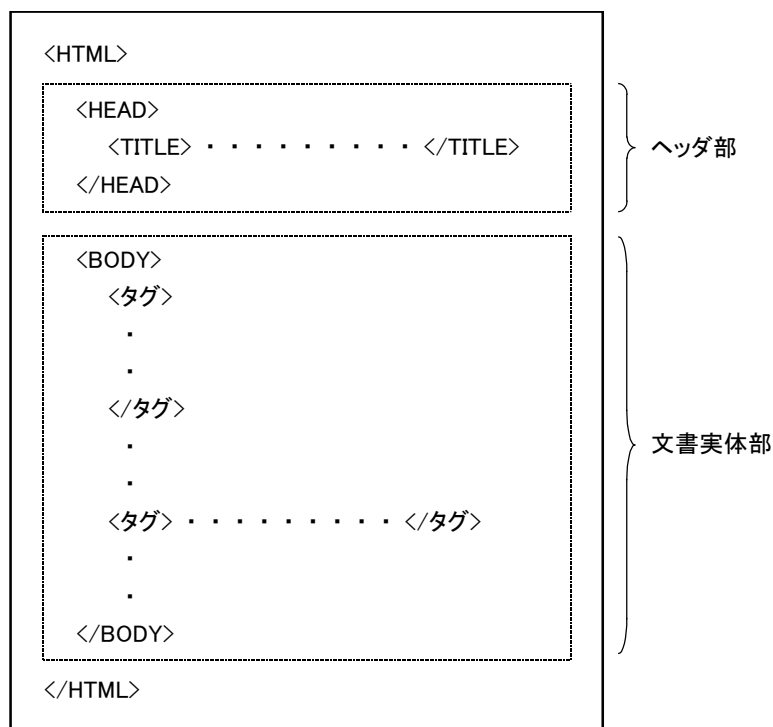 <HTML>
<HEAD>
<TITLE> ・ ・ ・ ・ ・ ・ ・ ・ ・ </TITLE>
</HEAD>
ヘッダ部
<BODY>
<タグ>
・
・
</タグ>
・
・
文書実体部
<タグ> ・ ・ ・ ・ ・ ・ ・ ・ ・ </タグ>
・
・
</BODY>
</HTML>